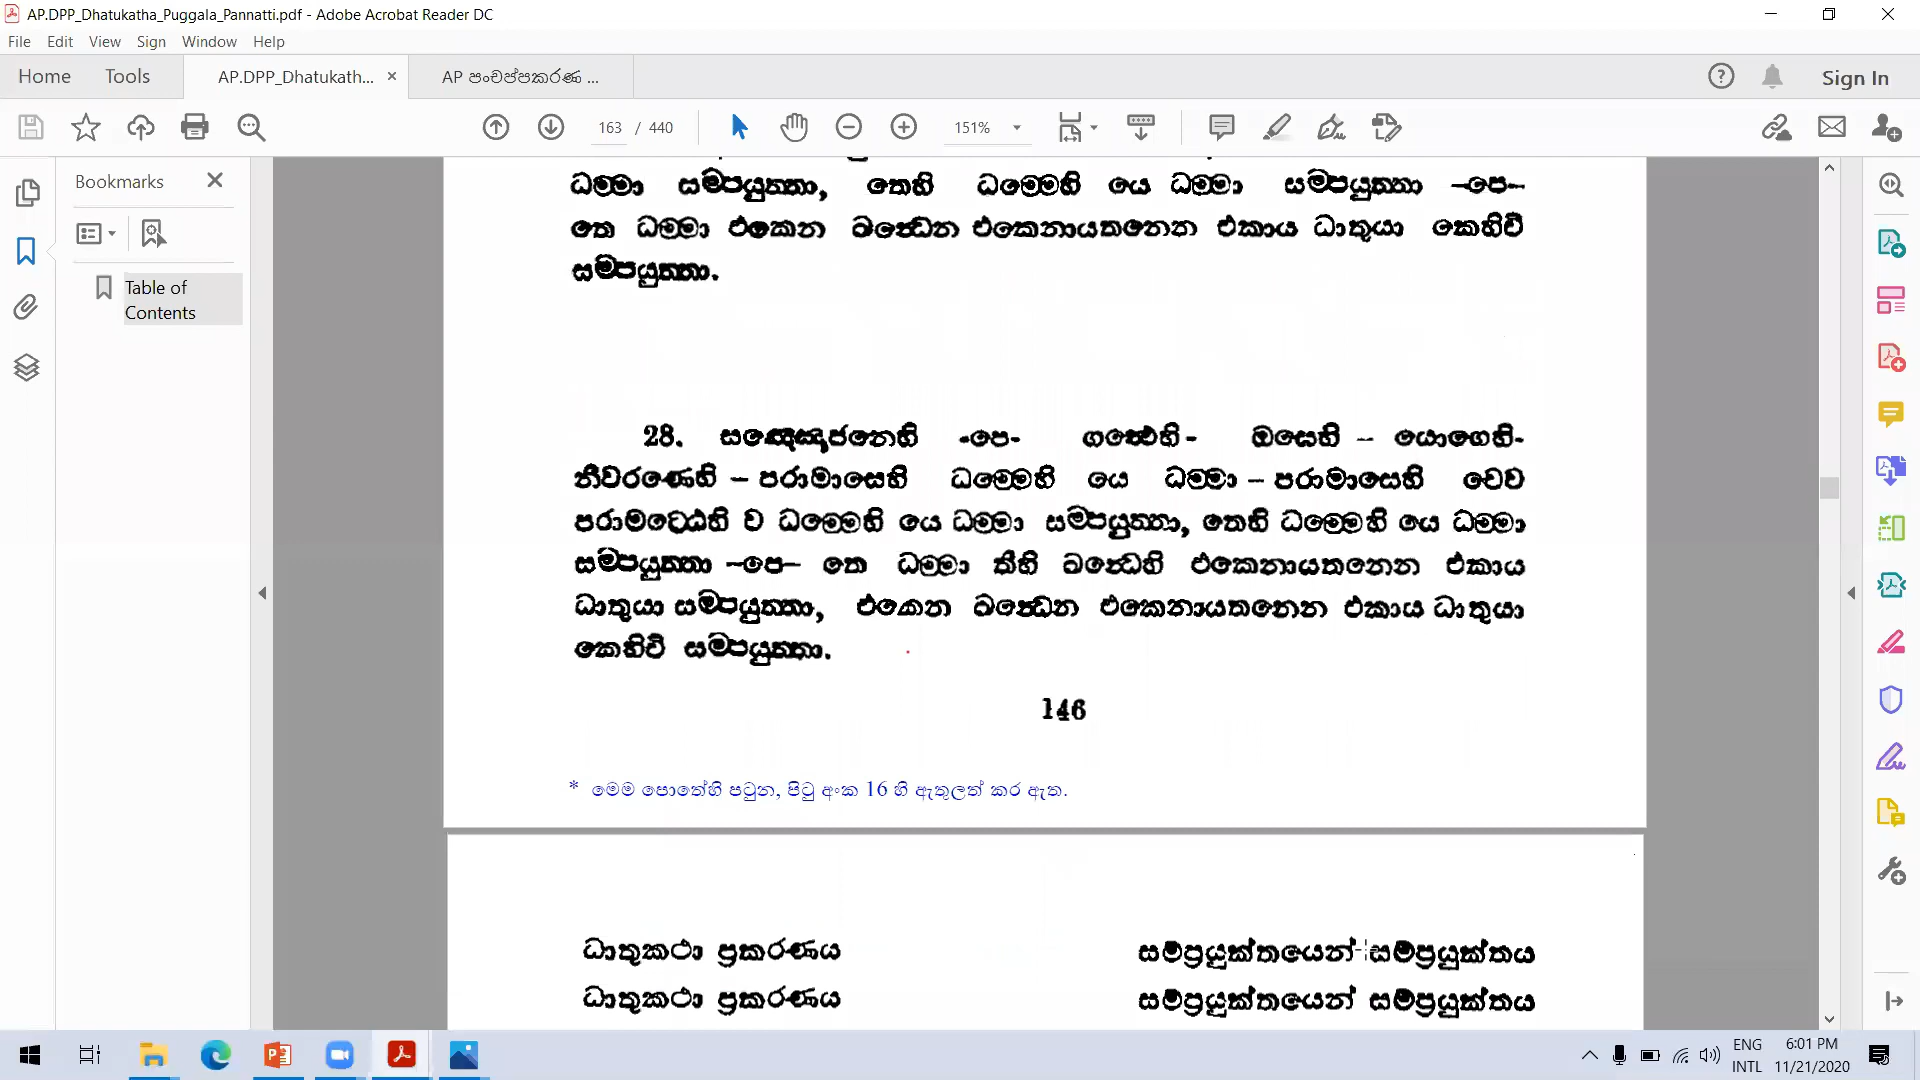 AP.DPP_Dhatukatha_Puggala_Pannatti.pdf - Adobe Acrobat Reader DC
File Edit View Sign Window Help
Home Tools AP.DPP_Dhatukath... × AP පංචප්පකරණ ... Sign In
163 / 440 151%
Bookmarks
Table of
Contents
ධම්මා සම්පයුත්තා, තෙහි ධම්මෙහි යෙ ධම්මා සම්පයුත්තා -පෙ-
තෙ ධම්මා එකෙන ඛන්ධෙන එකෙනායතනෙන එකාය ධාතුයා කෙහිචි
සම්පයුත්තා.
28. සඤ්ඤොජනෙහි -පෙ- ගන්ථෙහි - ඔඝෙහි – යොගෙහි-
නීවරණෙහි – පරාමාසෙහි ධම්මෙහි යෙ ධම්මා – පරාමාසෙහි චෙව
පරාමට්ඨෙහි ච ධම්මෙහි යෙ ධම්මා සම්පයුත්තා, තෙහි ධම්මෙහි යෙ ධම්මා
සම්පයුත්තා -පෙ- තෙ ධම්මා තීහි ඛන්ධෙහි එකෙනායතනෙන එකාය
ධාතුයා සම්පයුත්තා, එකෙන ඛන්ධෙන එකෙනායතනෙන එකාය ධාතුයා
කෙහිචි සම්පයුත්තා.
146
* මෙම පොතේහි පටුන, පිටු අංක 16 හි ඇතුලත් කර ඇත.
ධාතුකථා ප්‍රකරණය සම්ප්‍රයුක්තයෙන් සම්ප්‍රයුක්තය
ධාතුකථා ප්‍රකරණය සම්ප්‍රයුක්තයෙන් සම්ප්‍රයුක්තය
ENG
INTL
6:01 PM
11/21/2020